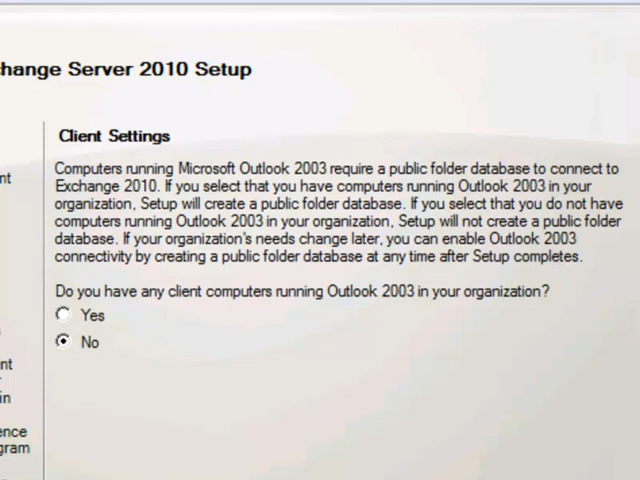 hange Server 2010 Setup
Client Settings
Computers running Microsoft Outlook 2003 require a public folder database to connect to
Exchange 2010. If you select that you have computers running Outlook 2003 in your
organization, Setup will create a public folder database. If you select that you do not have
computers running Outlook 2003 in your organization, Setup will not create a public folder
database. If your organization's needs change later, you can enable Outlook 2003
connectivity by creating a public folder database at any time after Setup completes.
Do you have any client computers running Outlook 2003 in your organization?
Yes
No
nt
nt
in
ence
gram